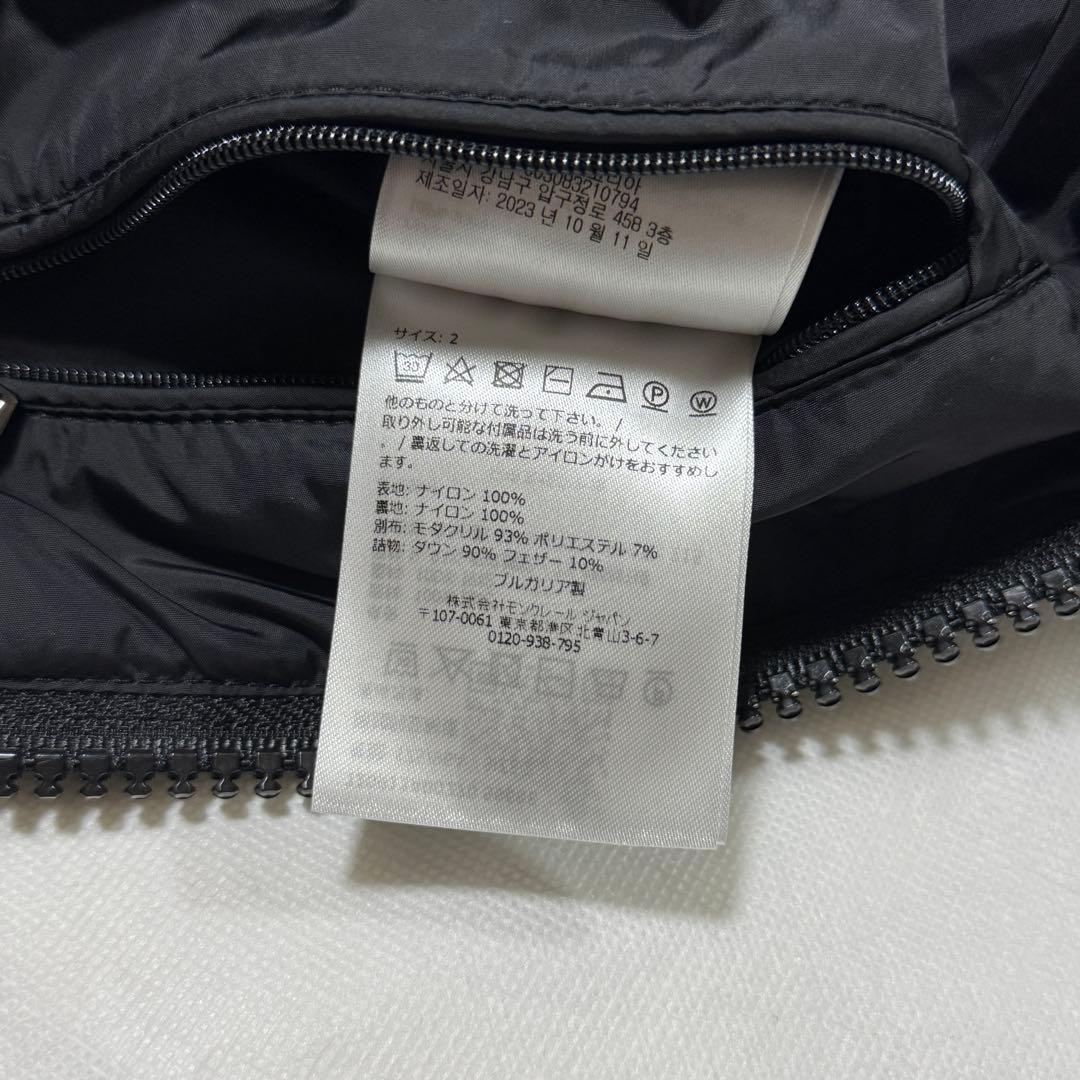 서울시 강남구 압구정로 458 3층
제조일자: 2023 년 10 월 11 일
サイズ: 2
30
P
W
他のものと分けて洗って下さい。 /
取り外し可能な付属品は洗う前に外してください
。 / 裏返しての洗濯とアイロンがけをおすすめし
ます。
表地: ナイロン 100%
裏地: ナイロン 100%
別布: モダクリル 93% ポリエステル 7%
詰物: ダウン 90% フェザー 10%
ブルガリア製
株式会社モンクレール ジャパン
〒107-0061 東京都港区北青山3-6-7
0120-938-795